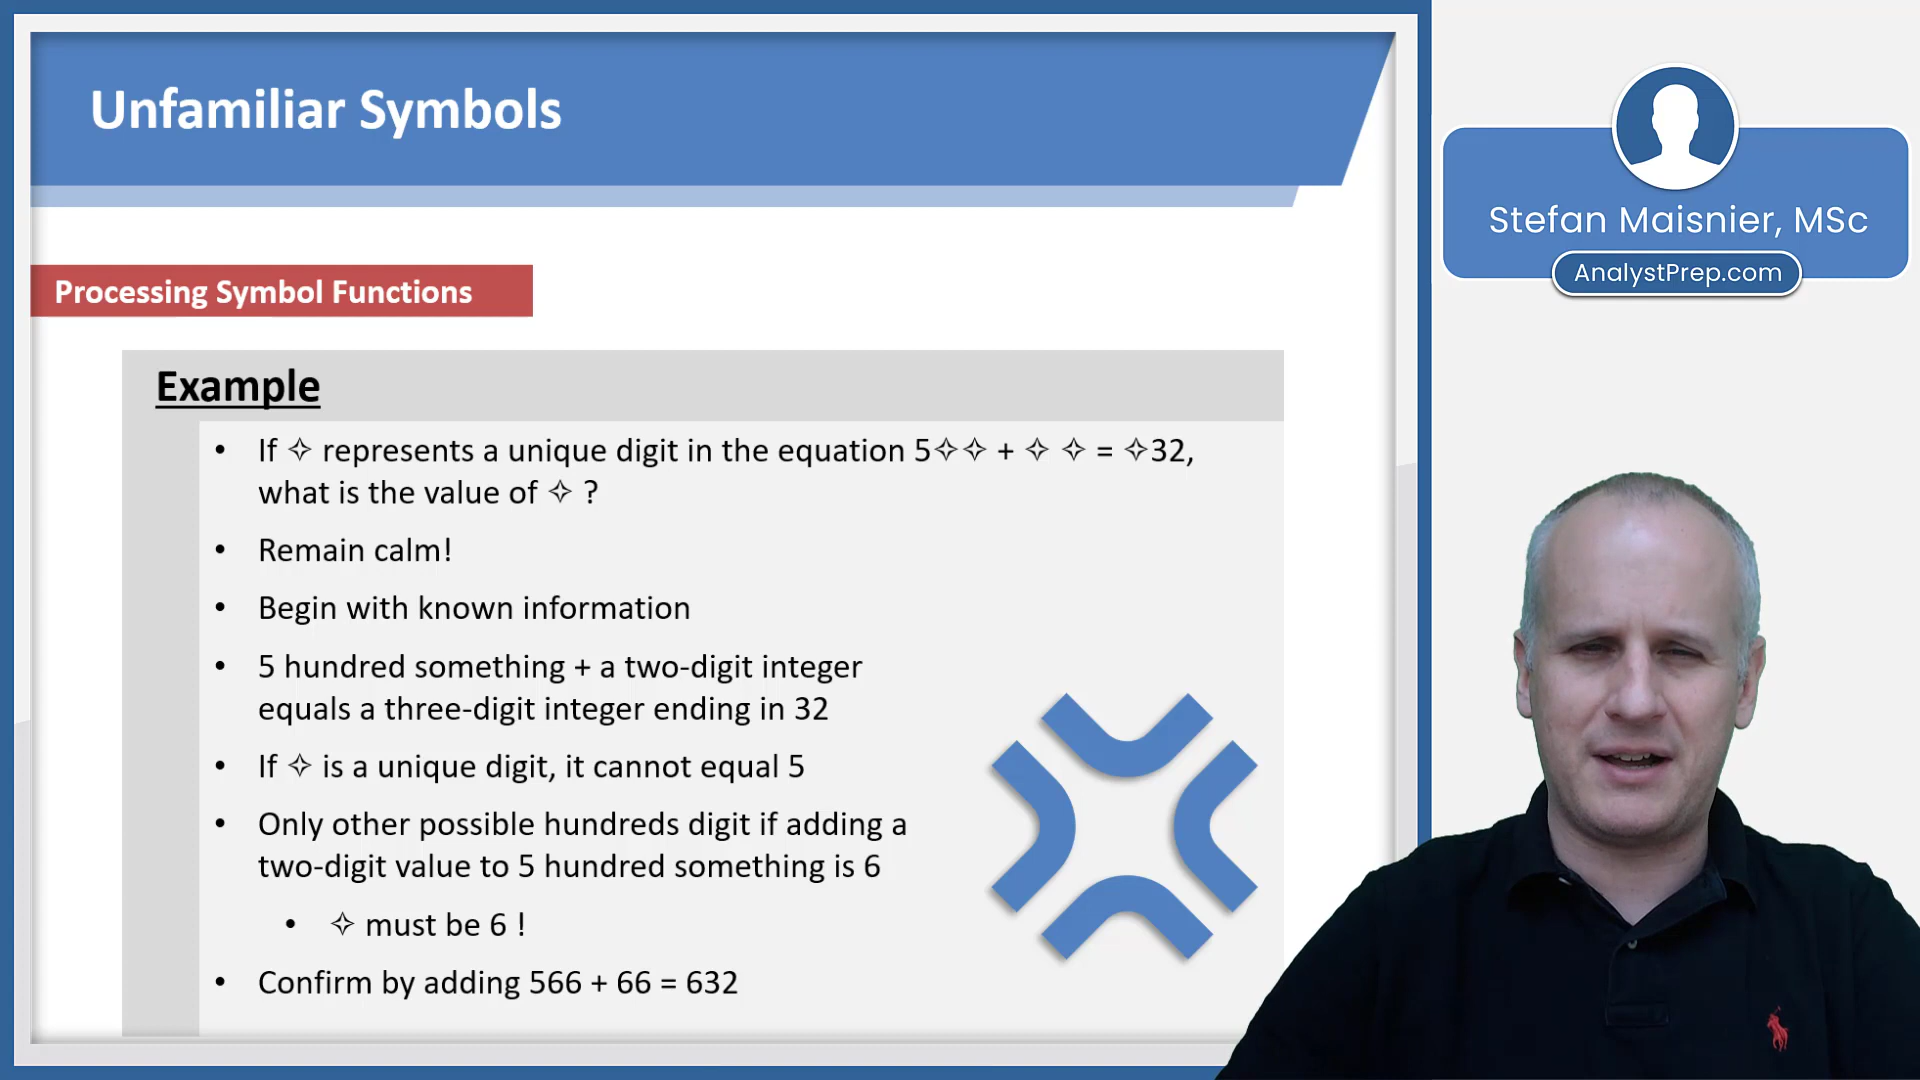 Unfamiliar Symbols
Stefan Maisnier, MSc
AnalystPrep.com
Processing Symbol Functions
Example
• If ✧ represents a unique digit in the equation 5✧✧ + ✧ ✧ = ✧32,
what is the value of ✧ ?
• Remain calm!
• Begin with known information
• 5 hundred something + a two-digit integer
equals a three-digit integer ending in 32
• If ✧ is a unique digit, it cannot equal 5
• Only other possible hundreds digit if adding a
two-digit value to 5 hundred something is 6
• ✧ must be 6 !
• Confirm by adding 566 + 66 = 632